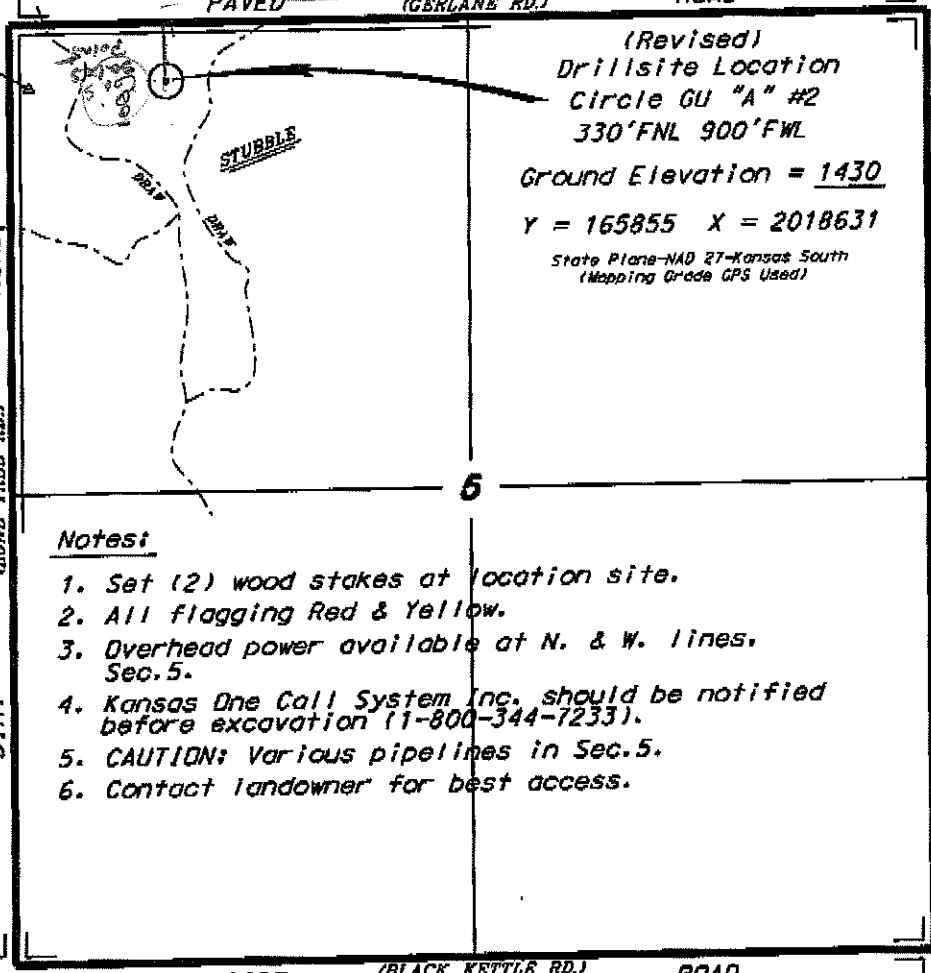 PAVED (GERLANE RD.) ROAD
(Revised)
Drillsite Location
Circle GU "A" #2
330'FNL 900'FWL
Ground Elevation = 1430
Y = 165855 X = 2018631
State Plane-NAD 27-Kansas South
(Mapping Grade GPS Used)
STUBBLE
DRAW
DRAW
5
Notes:
1. Set (2) wood stakes at location site.
2. All flagging Red & Yellow.
3. Overhead power available at N. & W. lines,
Sec.5.
4. Kansas One Call System Inc. should be notified
before excavation (1-800-344-7233).
5. CAUTION: Various pipelines in Sec.5.
6. Contact landowner for best access.
(BLACK KETTLE RD.) ROAD